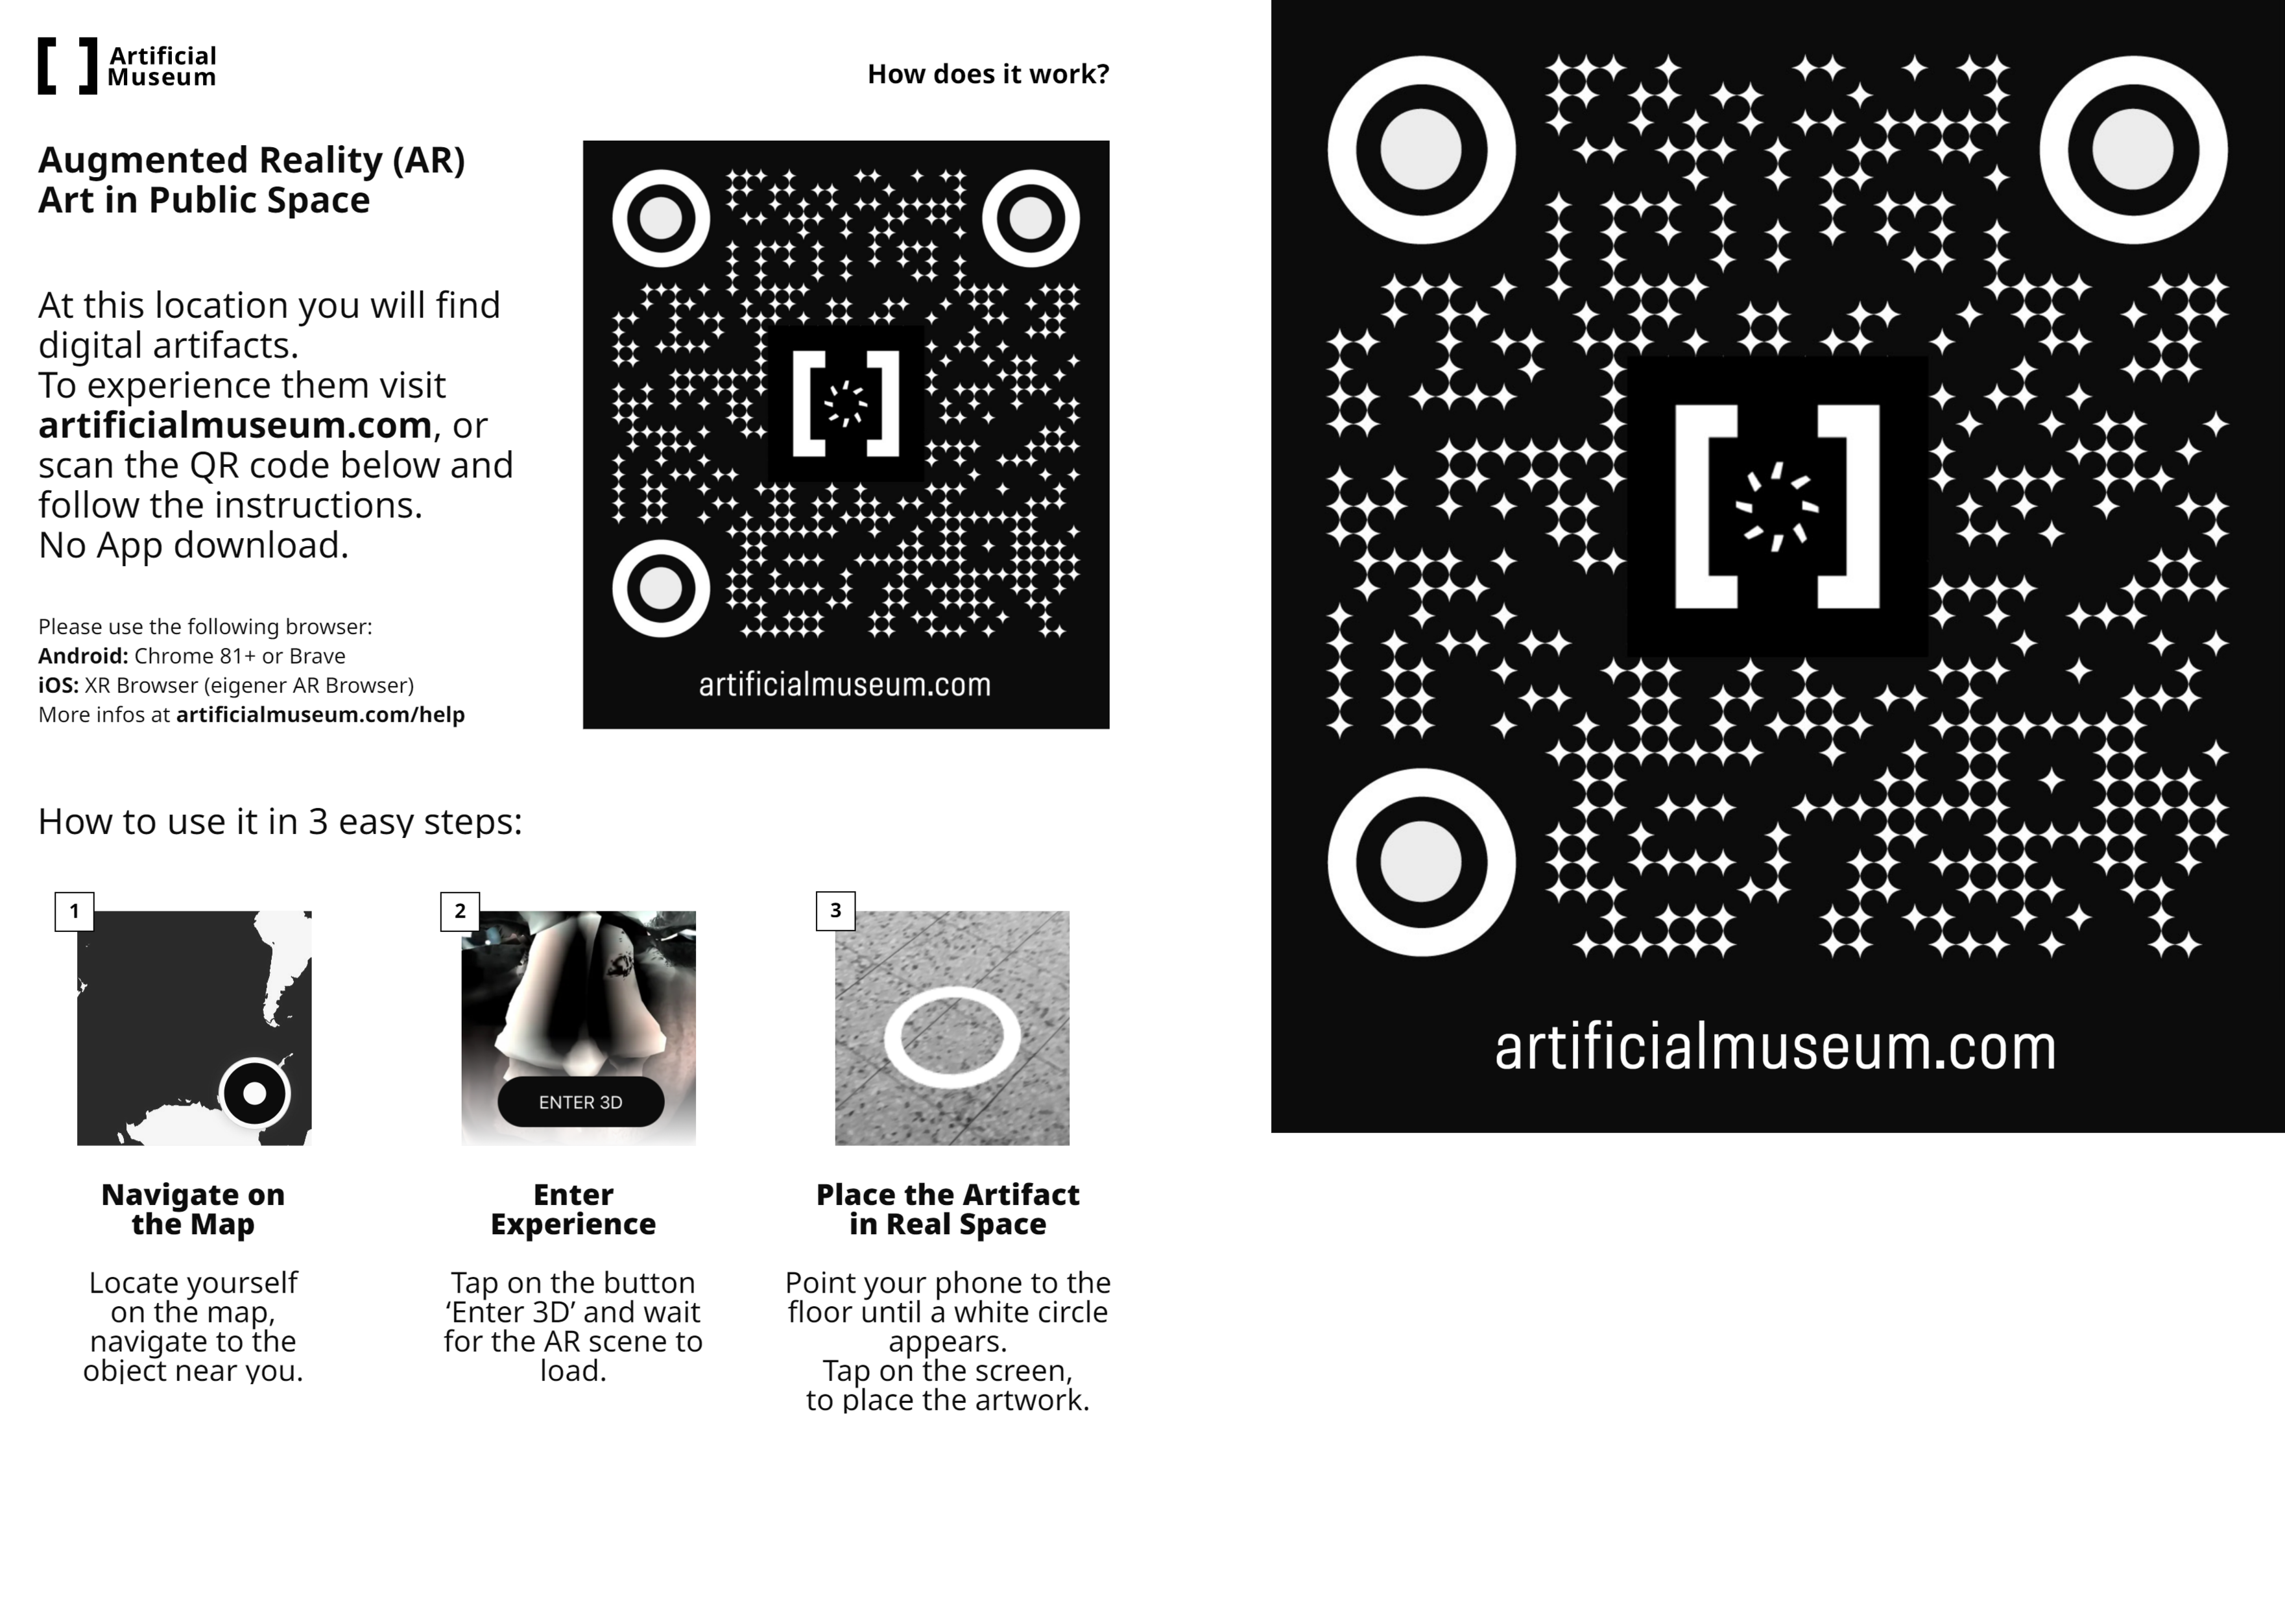 [ ] Artificial
Museum
How does it work?
Augmented Reality (AR)
Art in Public Space
At this location you will find
digital artifacts.
To experience them visit
artificialmuseum.com, or
scan the QR code below and
follow the instructions.
No App download.
Please use the following browser:
Android: Chrome 81+ or Brave
iOS: XR Browser (eigener AR Browser)
More infos at artificialmuseum.com/help
artificialmuseum.com
How to use it in 3 easy steps:
1
Navigate on
the Map
Locate yourself
on the map,
navigate to the
object near you.
2
ENTER 3D
Enter
Experience
Tap on the button
‘Enter 3D’ and wait
for the AR scene to
load.
3
Place the Artifact
in Real Space
Point your phone to the
floor until a white circle
appears.
Tap on the screen,
to place the artwork.
artificialmuseum.com